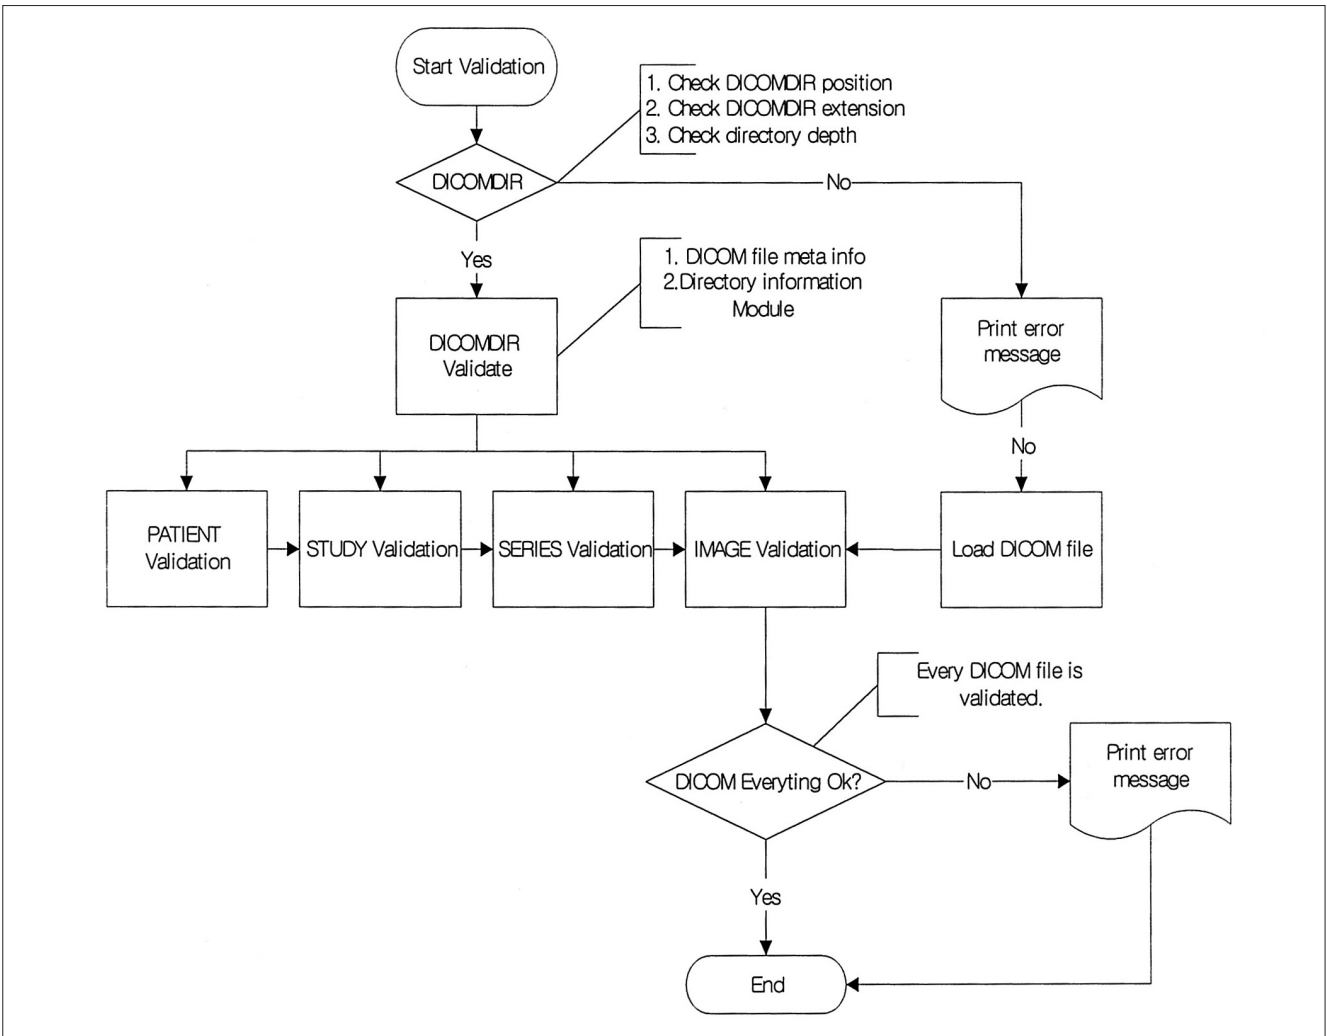 Start Validation
1. Check DICOMDIR position
2. Check DICOMDIR extension
3. Check directory depth
DICOMDIR
No
Yes
1. DICOM file meta info
2.Directory information
Module
DICOMDIR
Validate
Print error
message
No
PATIENT
Validation
STUDY Validation
SERIES Validation
IMAGE Validation
Load DICOM file
Every DICOM file is
validated.
DICOM Everyting Ok?
No
Print error
message
Yes
End